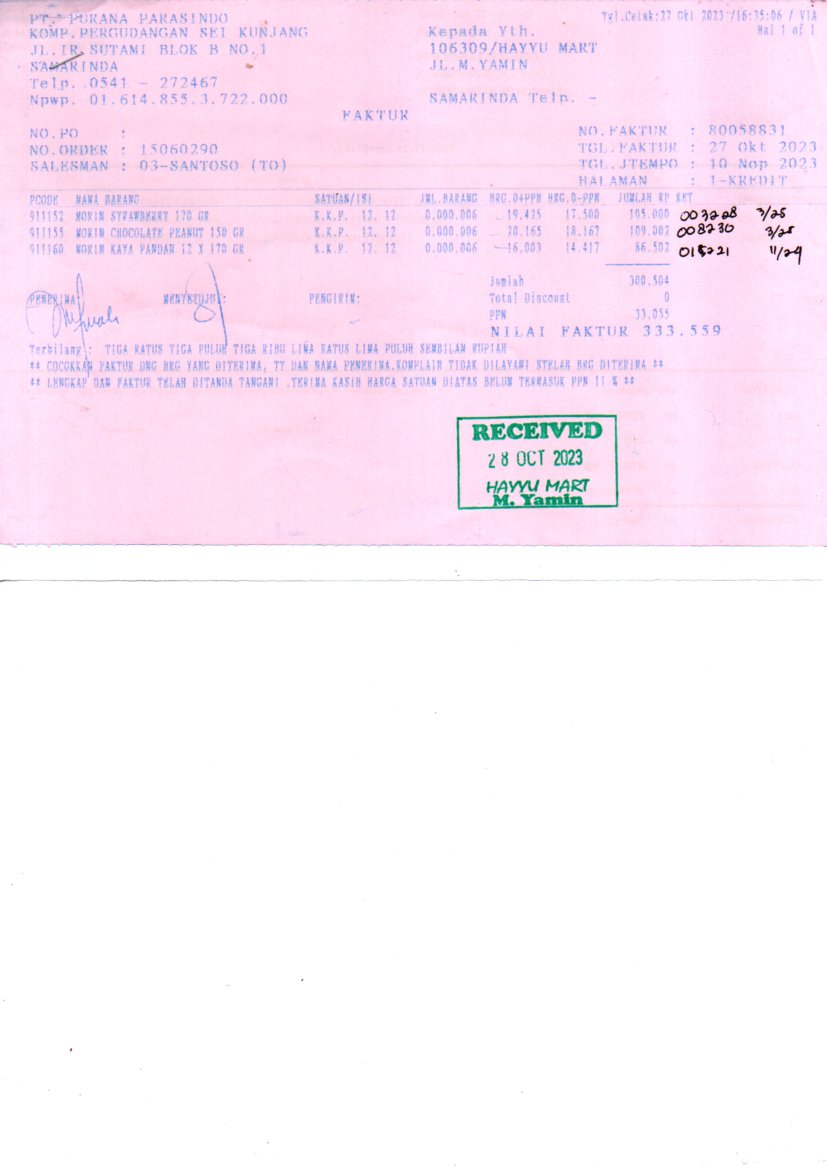 PT. PURANA PARASINDO
KOMP.PERGUDANGAN SEI KUNJANG
JL.IR.SUTAMI BLOK B NO.1
SAMARINDA
Telp. 0541 - 272467
Npwp. 01.614.855.3.722.000
Tgl.Cetak:27 Okt 2023 /16:35:06 / VIA
Hal 1 of 1
Kepada Yth.
106309/HAYYU MART
JL.M.YAMIN
SAMARINDA Telp. -
FAKTUR
NO.PO :
NO.ORDER : 15060290
SALESMAN : 03-SANTOSO (TO)
NO.FAKTUR : 80058831
TGL.FAKTUR : 27 Okt 2023
TGL.JTEMPO : 10 Nop 2023
HALAMAN : 1-KREDIT
PCODE NAMA BARANG SATUAN/ISI JML.BARANG HRG.D+PPN HRG.D-PPN JUMLAH RP KET
911152 MORIN STRAWBERRY 170 GR K.K.P. 12. 12 0.000.006 19.425 17.500 105.000 003228 3/25
911155 MORIN CHOCOLATE PEANUT 150 GR K.K.P. 12. 12 0.000.006 20.165 18.167 109.002 008230 3/25
911160 MORIN KAYA PANDAN 12 X 170 GR K.K.P. 12. 12 0.000.006 16.003 14.417 86.502 015221 11/24
Jumlah 300.504
Total Discount 0
PPN 33.055
NILAI FAKTUR 333.559
PENERIMA: MENYETUJUI: PENGIRIM:
Terbilang : TIGA RATUS TIGA PULUH TIGA RIBU LIMA RATUS LIMA PULUH SEMBILAN RUPIAH
** COCOKKAN FAKTUR DNG BRG YANG DITERIMA, TT DAN NAMA PENERIMA.KOMPLAIN TIDAK DILAYANI STELAH BRG DITERIMA **
** LENGKAP DAN FAKTUR TELAH DITANDA TANGANI .TERIMA KASIH HARGA SATUAN DIATAS BELUM TERMASUK PPN 11 % **
RECEIVED
28 OCT 2023
HAYYU MART
M. Yamin